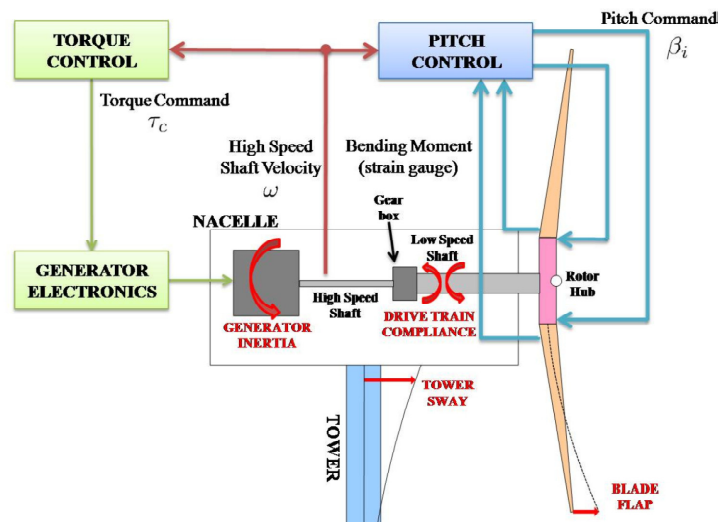 Pitch Command
β_i
TORQUE
CONTROL
PITCH
CONTROL
Torque Command
τ_c
High Speed
Shaft Velocity
ω
Bending Moment
(strain gauge)
Gear
box
NACELLE
Low Speed
Shaft
GENERATOR
ELECTRONICS
High Speed
Shaft
Rotor
Hub
GENERATOR
INERTIA
DRIVE TRAIN
COMPLIANCE
TOWER
SWAY
TOWER
BLADE
FLAP